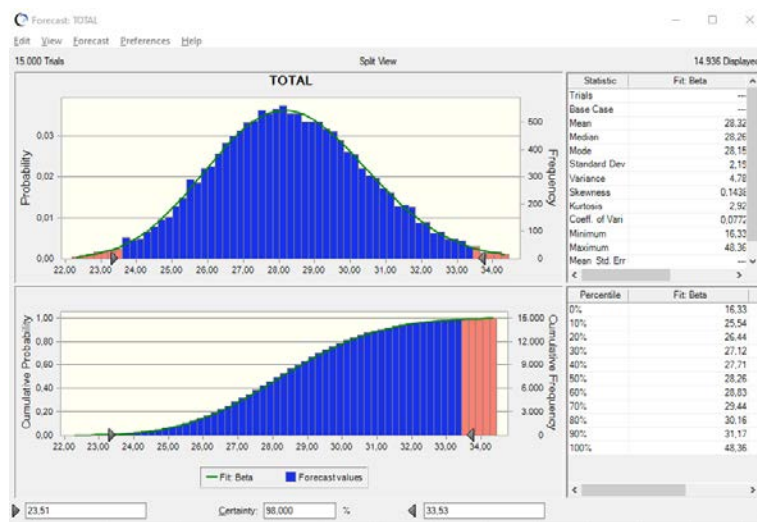 Forecast: TOTAL
Edit View Forecast Preferences Help
15.000 Trials Split View 14.936 Displayed
TOTAL
Probability
0,03
0,02
0,01
0,00
Frequency
500
400
300
200
100
0
22,00 23,00 24,00 25,00 26,00 27,00 28,00 29,00 30,00 31,00 32,00 33,00 34,00
Statistic Fit: Beta
Trials ---
Base Case ---
Mean 28,32
Median 28,26
Mode 28,15
Standard Dev 2,15
Variance 4,78
Skewness 0,1438
Kurtosis 2,92
Coeff. of Vari 0,0772
Minimum 16,33
Maximum 48,36
Mean Std. Err ---
Cumulative Probability
1,00
0,80
0,60
0,40
0,20
0,00
Cumulative Frequency
15.000
12.000
9.000
6.000
3.000
0
22,00 23,00 24,00 25,00 26,00 27,00 28,00 29,00 30,00 31,00 32,00 33,00 34,00
Fit: Beta Forecast values
Percentile Fit: Beta
0% 16,33
10% 25,54
20% 26,44
30% 27,12
40% 27,71
50% 28,26
60% 28,83
70% 29,44
80% 30,16
90% 31,17
100% 48,36
23,51 Certainty: 98,000 % 33,53